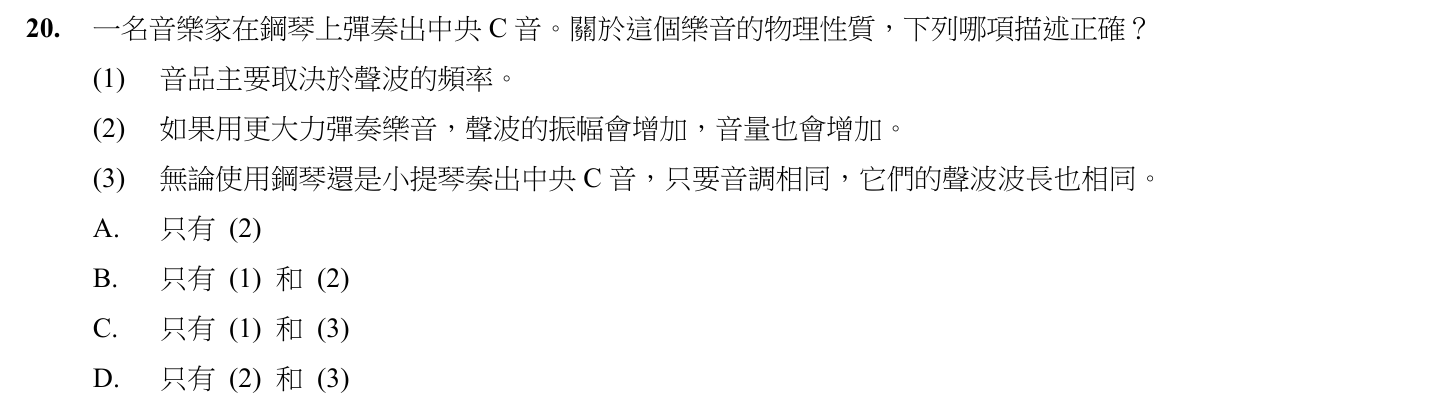 20. 一名音樂家在鋼琴上彈奏出中央 C 音。關於這個樂音的物理性質，下列哪項描述正確？
(1) 音品主要取決於聲波的頻率。
(2) 如果用更大力彈奏樂音，聲波的振幅會增加，音量也會增加。
(3) 無論使用鋼琴還是小提琴奏出中央 C 音，只要音調相同，它們的聲波波長也相同。
A. 只有 (2)
B. 只有 (1) 和 (2)
C. 只有 (1) 和 (3)
D. 只有 (2) 和 (3)